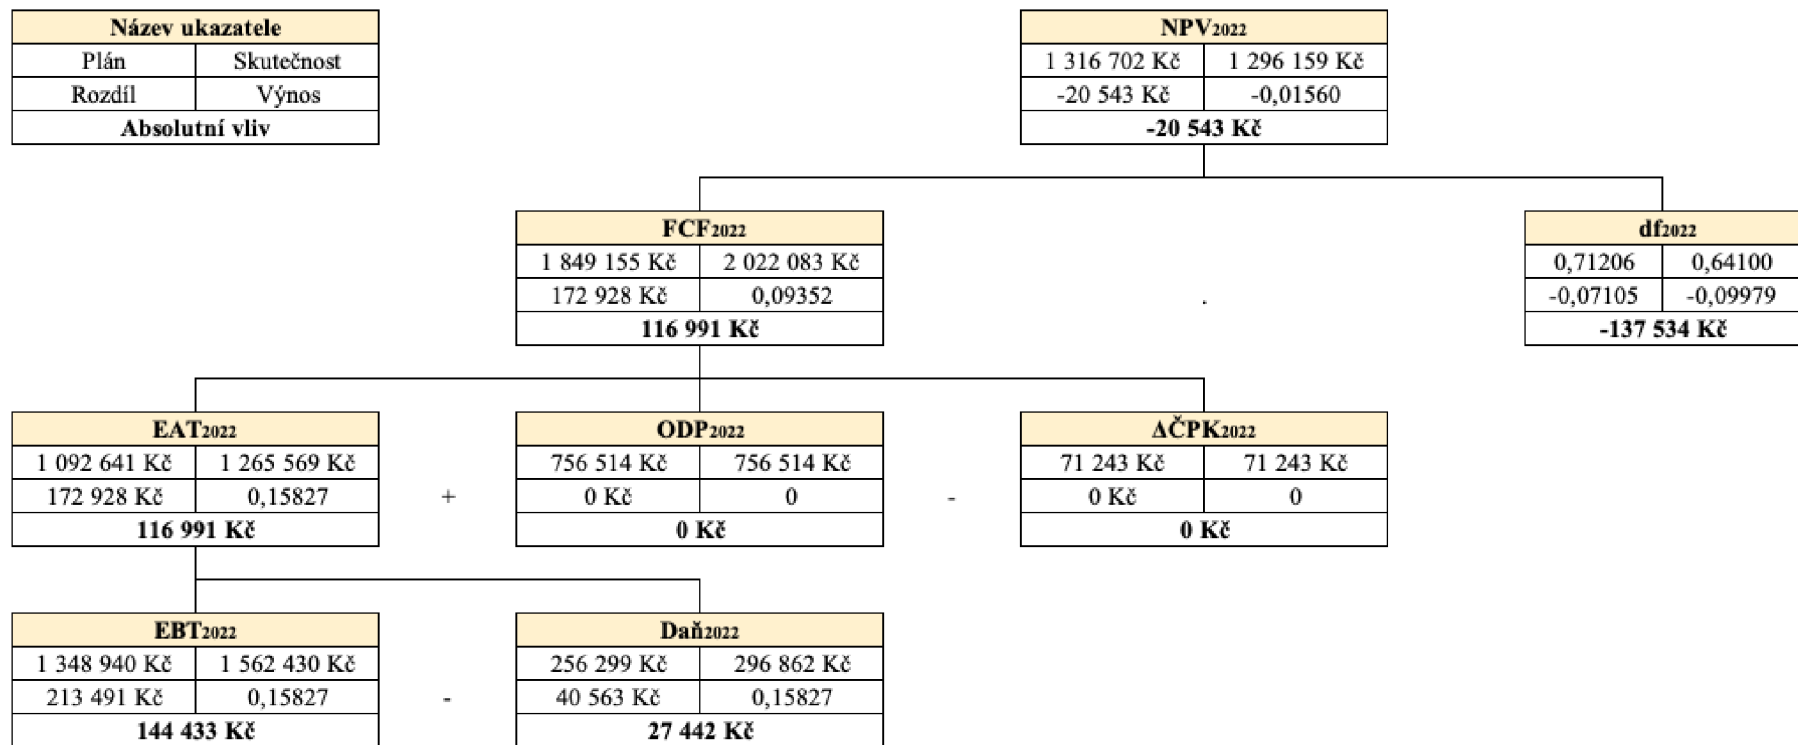 Název ukazatele
Plán Skutečnost
Rozdíl Výnos
Absolutní vliv
NPV2022
1 316 702 Kč 1 296 159 Kč
-20 543 Kč -0,01560
-20 543 Kč
FCF2022
1 849 155 Kč 2 022 083 Kč
172 928 Kč 0,09352
116 991 Kč
.
df2022
0,71206 0,64100
-0,07105 -0,09979
-137 534 Kč
EAT2022
1 092 641 Kč 1 265 569 Kč
172 928 Kč 0,15827
116 991 Kč
+
ODP2022
756 514 Kč 756 514 Kč
0 Kč 0
0 Kč
-
ΔČPK2022
71 243 Kč 71 243 Kč
0 Kč 0
0 Kč
EBT2022
1 348 940 Kč 1 562 430 Kč
213 491 Kč 0,15827
144 433 Kč
-
Daň2022
256 299 Kč 296 862 Kč
40 563 Kč 0,15827
27 442 Kč